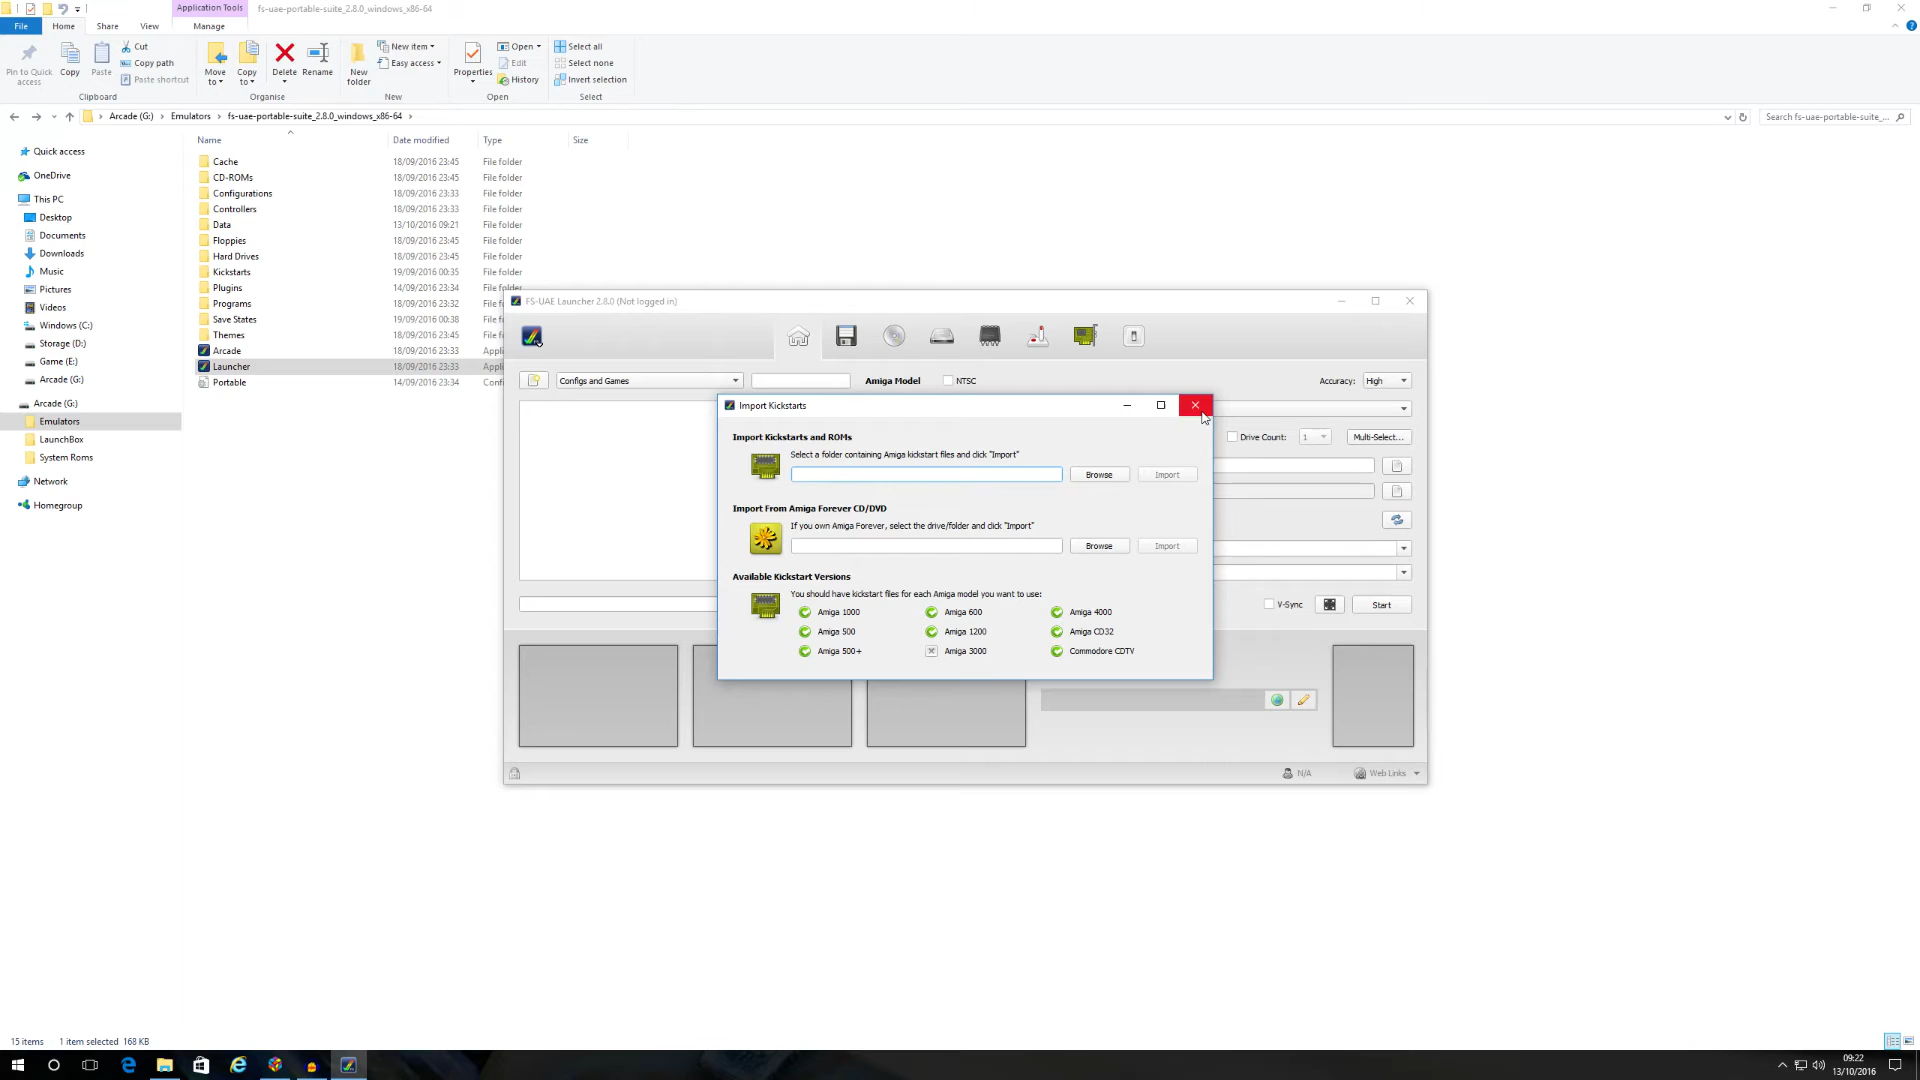 Application Tools
fs-uae-portable-suite_2.8.0_windows_x86-64
File
Home
Share
View
Manage
Pin to Quick access
Copy
Paste
Cut
Copy path
Paste shortcut
Clipboard
Move to
Copy to
Delete
Rename
Organise
New folder
New item
Easy access
New
Properties
Open
Edit
History
Open
Select all
Select none
Invert selection
Select
Arcade (G:)
Emulators
fs-uae-portable-suite_2.8.0_windows_x86-64
Search fs-uae-portable-suite_...
Quick access
OneDrive
This PC
Desktop
Documents
Downloads
Music
Pictures
Videos
Windows (C:)
Storage (D:)
Game (E:)
Arcade (G:)
Arcade (G:)
Emulators
LaunchBox
System Roms
Network
Homegroup
Name Date modified Type Size
Cache 18/09/2016 23:45 File folder
CD-ROMs 18/09/2016 23:45 File folder
Configurations 18/09/2016 23:33 File folder
Controllers 18/09/2016 23:33 File folder
Data 13/10/2016 09:21 File folder
Floppies 18/09/2016 23:45 File folder
Hard Drives 18/09/2016 23:45 File folder
Kickstarts 19/09/2016 00:35 File folder
Plugins 14/09/2016 23:34 File folder
Programs 18/09/2016 23:32 File folder
Save States 19/09/2016 00:38 File folder
Themes 18/09/2016 23:45 File folder
Arcade 18/09/2016 23:33 Appli
Launcher 18/09/2016 23:33 Appli
Portable 14/09/2016 23:34 Confi
FS-UAE Launcher 2.8.0 (Not logged in)
Configs and Games
Amiga Model
NTSC
Accuracy:
High
Drive Count:
1
Multi-Select...
V-Sync
Start
N/A
Web Links
Import Kickstarts
Import Kickstarts and ROMs
Select a folder containing Amiga kickstart files and click "Import"
Browse
Import
Import From Amiga Forever CD/DVD
If you own Amiga Forever, select the drive/folder and click "Import"
Browse
Import
Available Kickstart Versions
You should have kickstart files for each Amiga model you want to use:
Amiga 1000 Amiga 600 Amiga 4000
Amiga 500 Amiga 1200 Amiga CD32
Amiga 500+ Amiga 3000 Commodore CDTV
15 items 1 item selected 168 KB
09:22
13/10/2016